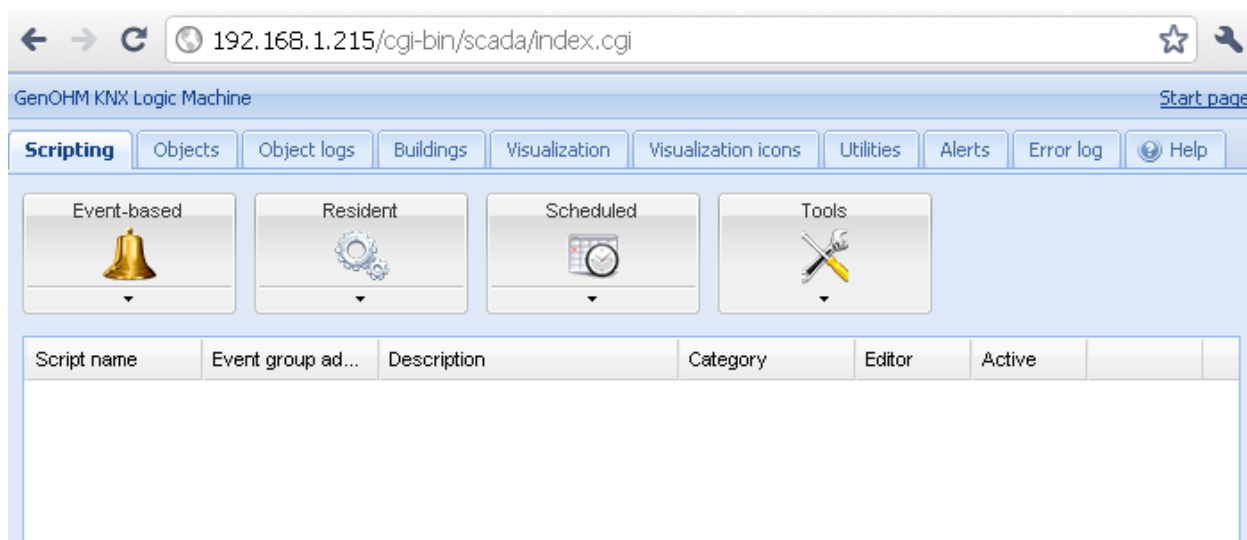 192.168.1.215/cgi-bin/scada/index.cgi
GenOHM KNX Logic Machine Start page
Scripting Objects Object logs Buildings Visualization Visualization icons Utilities Alerts Error log Help
Event-based Resident Scheduled Tools
Script name Event group ad... Description Category Editor Active